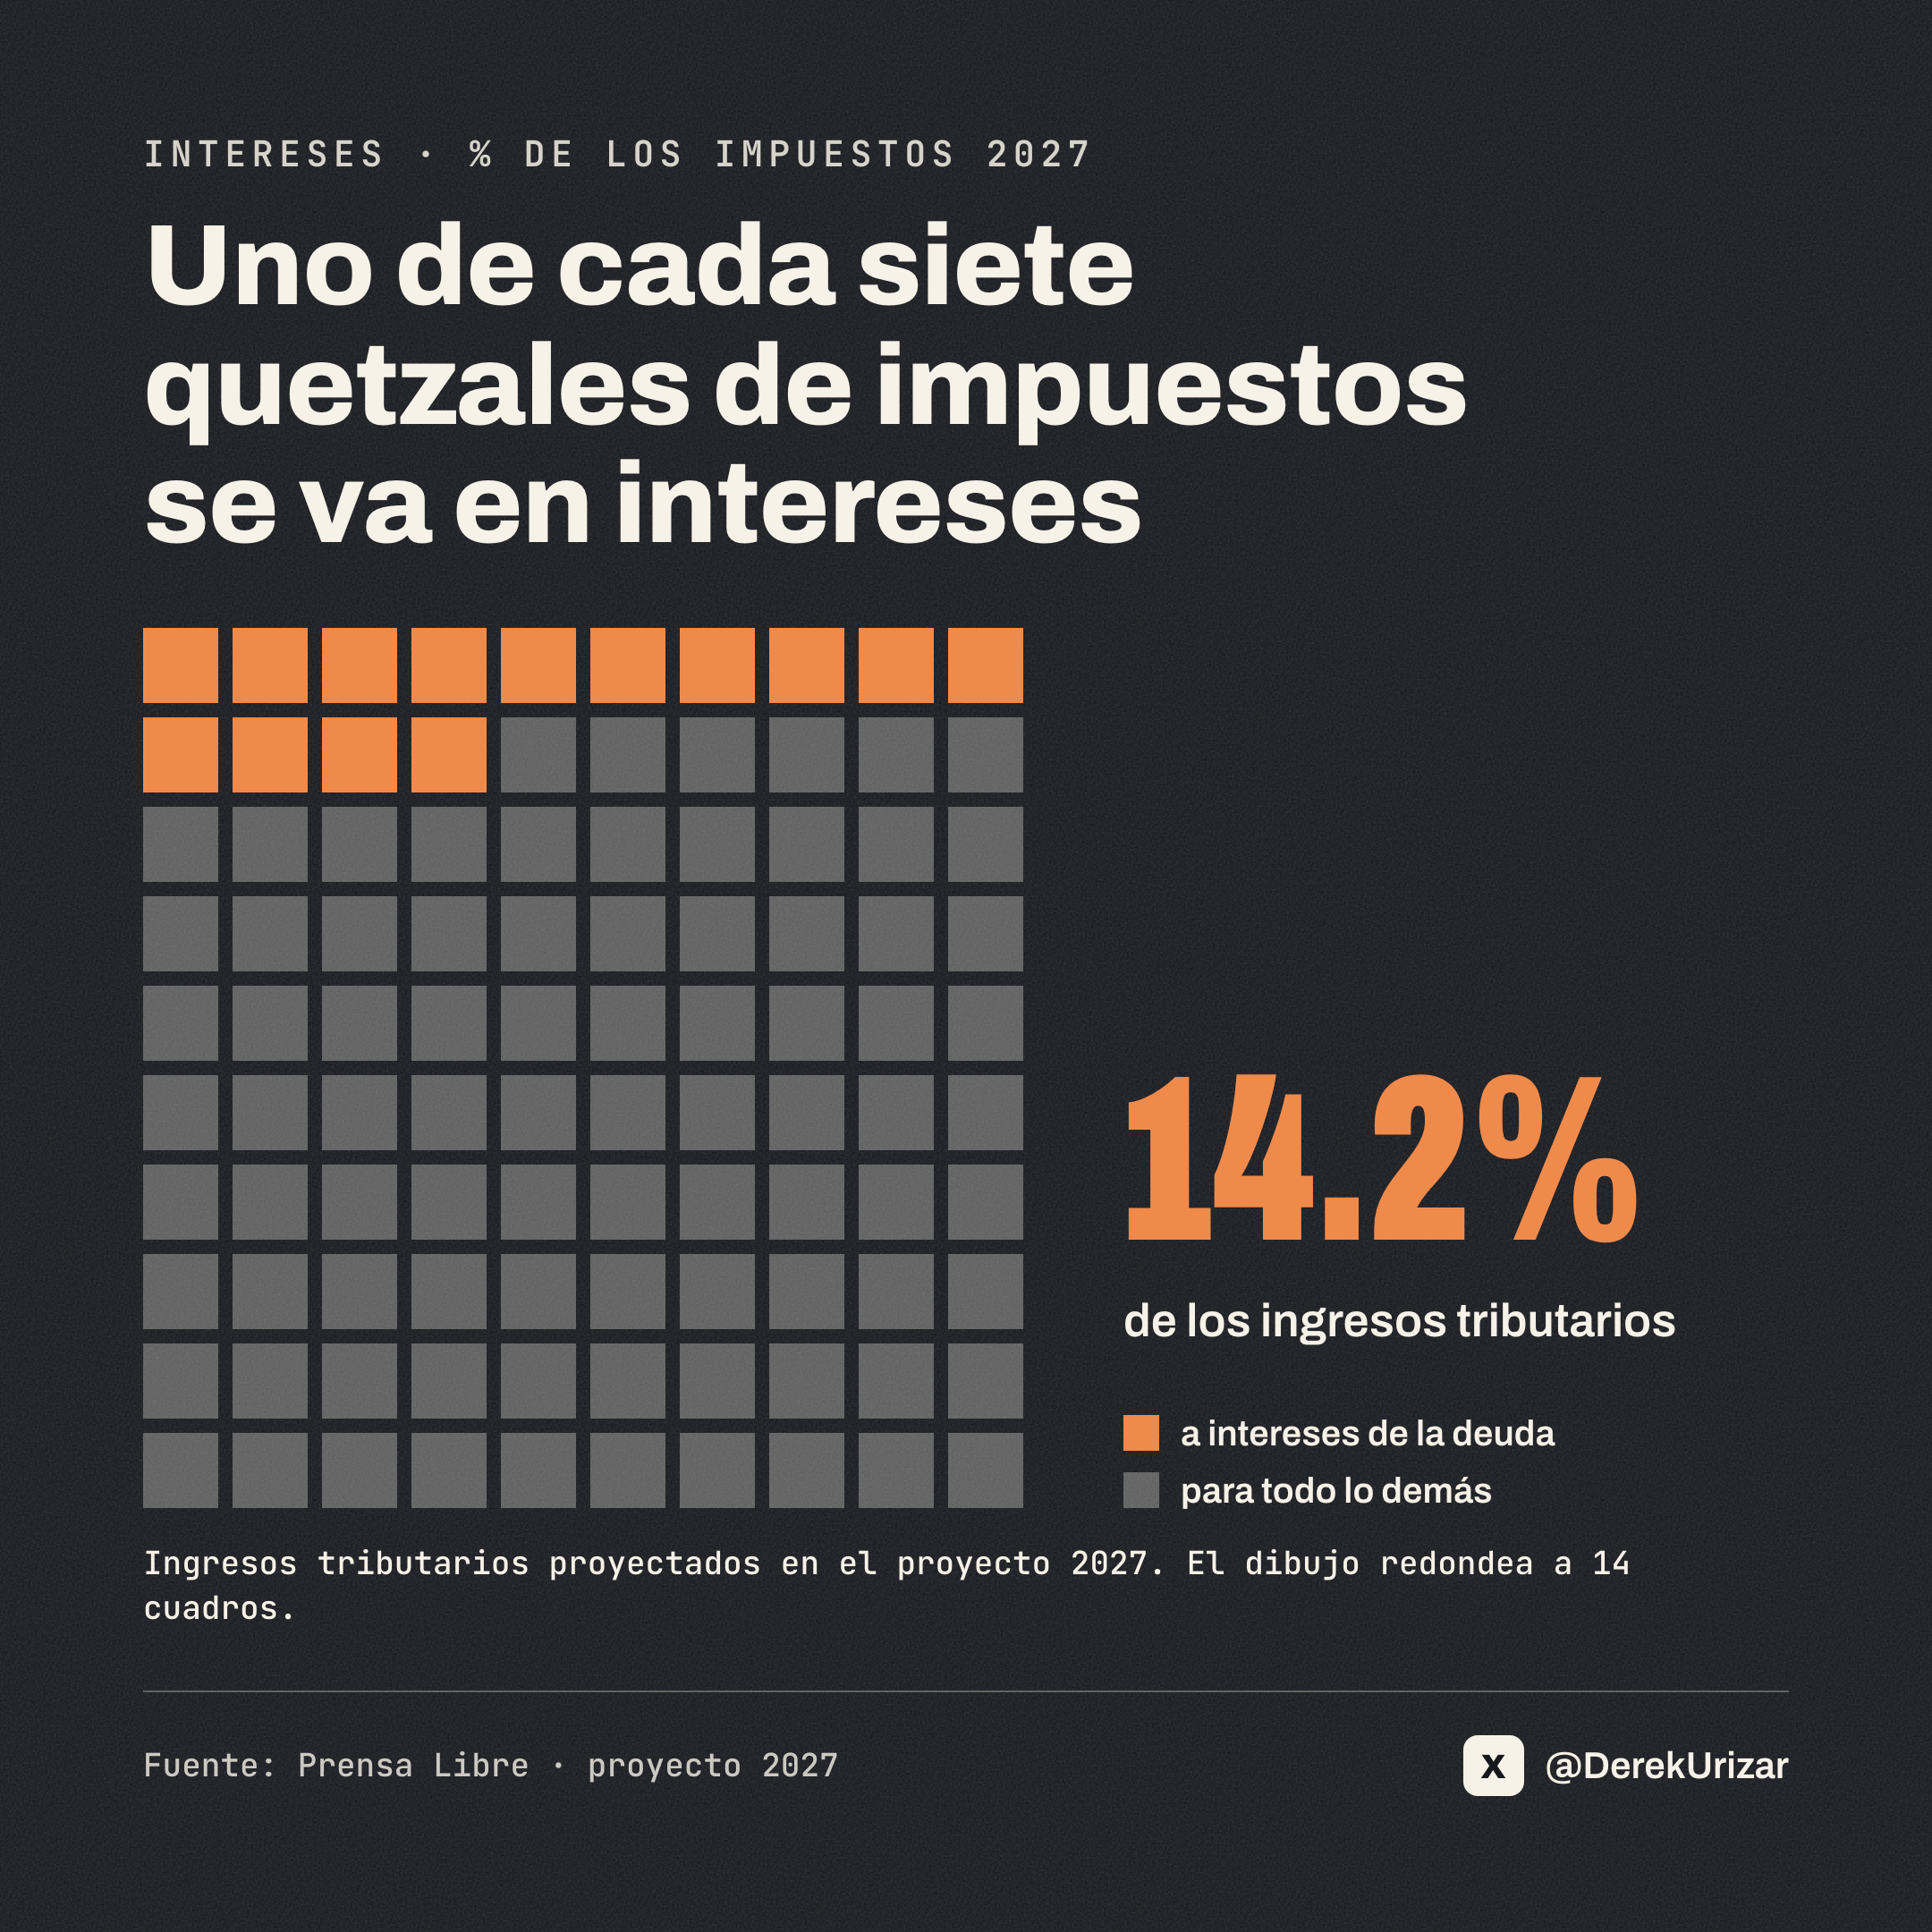 INTERESES · % DE LOS IMPUESTOS 2027
Uno de cada siete
quetzales de impuestos
se va en intereses
14.2%
de los ingresos tributarios
a intereses de la deuda
para todo lo demás
Ingresos tributarios proyectados en el proyecto 2027. El dibujo redondea a 14
cuadros.
Fuente: Prensa Libre · proyecto 2027
X @DerekUrizar